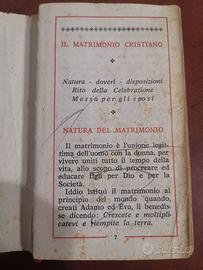 IL MATRIMONIO CRISTIANO
Natura - doveri - disposizioni
Rito della Celebrazione
Messa per gli sposi
NATURA DEL MATRIMONIO
Il matrimonio è l'unione legit-
tima dell'uomo con la donna, per
vivere uniti tutto il tempo della
vita, allo scopo di procreare ed
educare figli per Dio e per la
Società.
Iddio istituì il matrimonio al
principio del mondo quando,
creati Adamo ed Eva, li benedis-
se dicendo: Crescete e moltipli-
catevi e riempite la terra.
7
subito.it